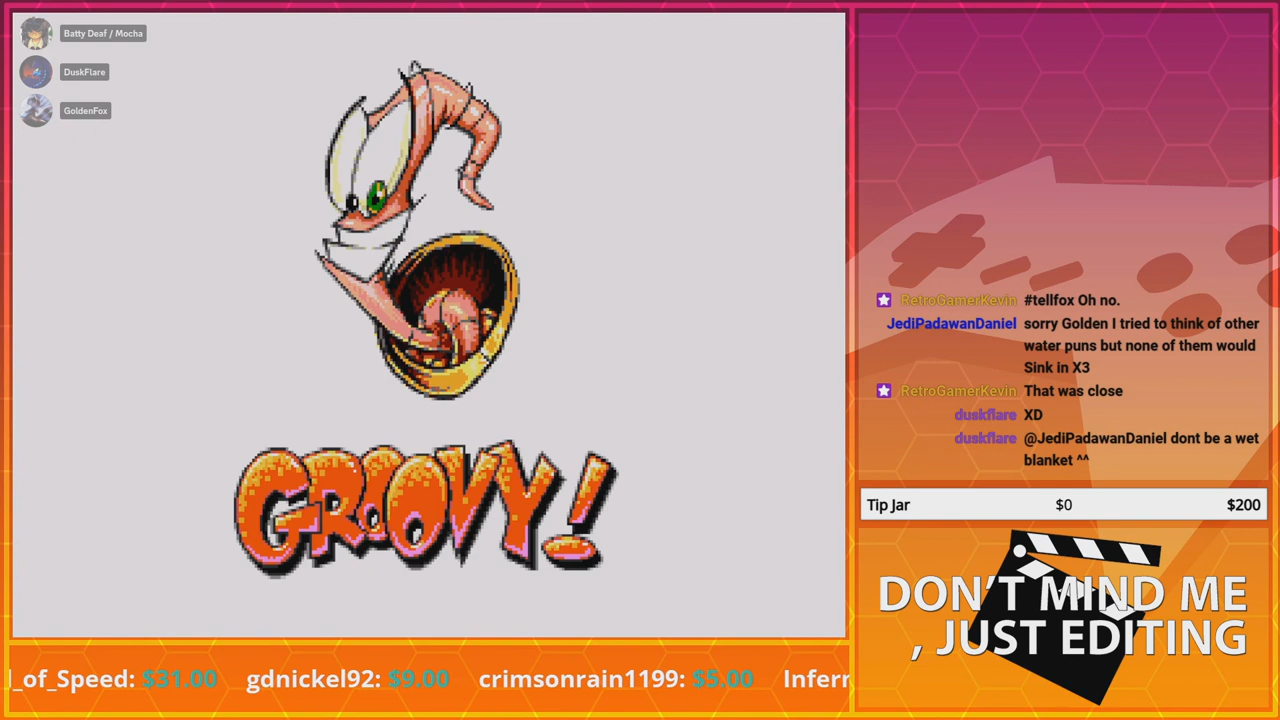 Batty Deaf / Mocha
DuskFlare
GoldenFox
GROOVY!
RetroGamerKevin #tellfox Oh no.
JediPadawanDaniel sorry Golden I tried to think of other
water puns but none of them would
Sink in X3
RetroGamerKevin That was close
duskflare XD
duskflare @JediPadawanDaniel dont be a wet
blanket ^^
Tip Jar $0 $200
DON'T MIND ME
, JUST EDITING
_of_Speed: $31.00 gdnickel92: $9.00 crimsonrain1199: $5.00